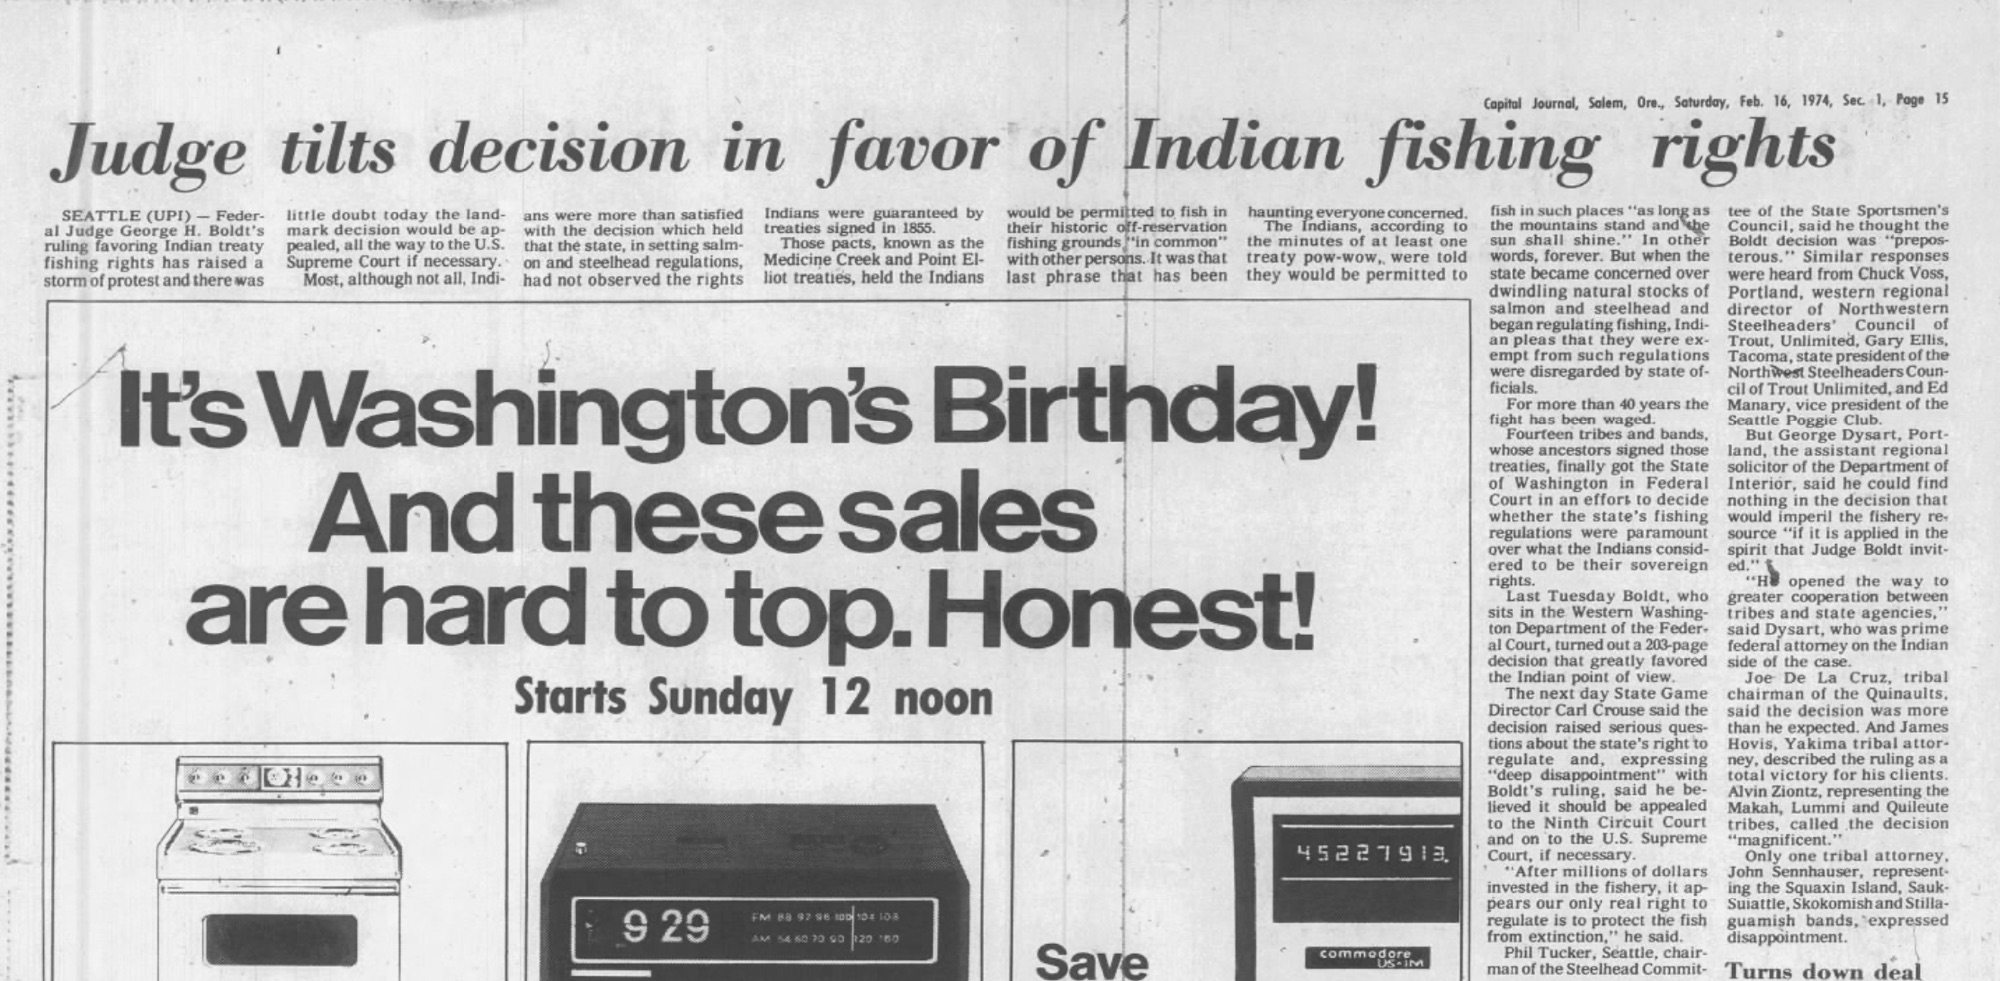 Capital Journal, Salem, Ore., Saturday, Feb. 16, 1974, Sec. 1, Page 15
Judge tilts decision in favor of Indian fishing rights
SEATTLE (UPI) — Feder-
al Judge George H. Boldt's
ruling favoring Indian treaty
fishing rights has raised a
storm of protest and there was
little doubt today the land-
mark decision would be ap-
pealed, all the way to the U.S.
Supreme Court if necessary.
Most, although not all, Indi-
ans were more than satisfied
with the decision which held
that the state, in setting salm-
on and steelhead regulations,
had not observed the rights
Indians were guaranteed by
treaties signed in 1855.
Those pacts, known as the
Medicine Creek and Point El-
liot treaties, held the Indians
would be permitted to fish in
their historic off-reservation
fishing grounds "in common"
with other persons. It was that
last phrase that has been
haunting everyone concerned.
The Indians, according to
the minutes of at least one
treaty pow-wow, were told
they would be permitted to
fish in such places "as long as
the mountains stand and the
sun shall shine." In other
words, forever. But when the
state became concerned over
dwindling natural stocks of
salmon and steelhead and
began regulating fishing, Indi-
an pleas that they were ex-
empt from such regulations
were disregarded by state of-
ficials.
For more than 40 years the
fight has been waged.
Fourteen tribes and bands,
whose ancestors signed those
treaties, finally got the State
of Washington in Federal
Court in an effort to decide
whether the state's fishing
regulations were paramount
over what the Indians consid-
ered to be their sovereign
rights.
Last Tuesday Boldt, who
sits in the Western Washing-
ton Department of the Feder-
al Court, turned out a 203-page
decision that greatly favored
the Indian point of view.
The next day State Game
Director Carl Crouse said the
decision raised serious ques-
tions about the state's right to
regulate and, expressing
"deep disappointment" with
Boldt's ruling, said he be-
lieved it should be appealed
to the Ninth Circuit Court
and on to the U.S. Supreme
Court, if necessary.
"After millions of dollars
invested in the fishery, it ap-
pears our only real right to
regulate is to protect the fish
from extinction," he said.
Phil Tucker, Seattle, chair-
man of the Steelhead Commit-
tee of the State Sportsmen's
Council, said he thought the
Boldt decision was "prepos-
terous." Similar responses
were heard from Chuck Voss,
Portland, western regional
director of Northwestern
Steelheaders' Council of
Trout, Unlimited, Gary Ellis,
Tacoma, state president of the
Northwest Steelheaders Coun-
cil of Trout Unlimited, and Ed
Manary, vice president of the
Seattle Poggie Club.
But George Dysart, Port-
land, the assistant regional
solicitor of the Department of
Interior, said he could find
nothing in the decision that
would imperil the fishery re-
source "if it is applied in the
spirit that Judge Boldt invit-
ed."
"He opened the way to
greater cooperation between
tribes and state agencies,"
said Dysart, who was prime
federal attorney on the Indian
side of the case.
Joe De La Cruz, tribal
chairman of the Quinaults,
said the decision was more
than he expected. And James
Hovis, Yakima tribal attor-
ney, described the ruling as a
total victory for his clients.
Alvin Ziontz, representing the
Makah, Lummi and Quileute
tribes, called the decision
"magnificent."
Only one tribal attorney,
John Sennhauser, represent-
ing the Squaxin Island, Sauk-
Suiattle, Skokomish and Stilla-
guamish bands, expressed
disappointment.
Turns down deal
It's Washington's Birthday!
And these sales
are hard to top. Honest!
Starts Sunday 12 noon
9 29
FM 88 92 96 100 104 108
AM 54 60 70 90 120 160
45227913.
commodore
US-1M
Save